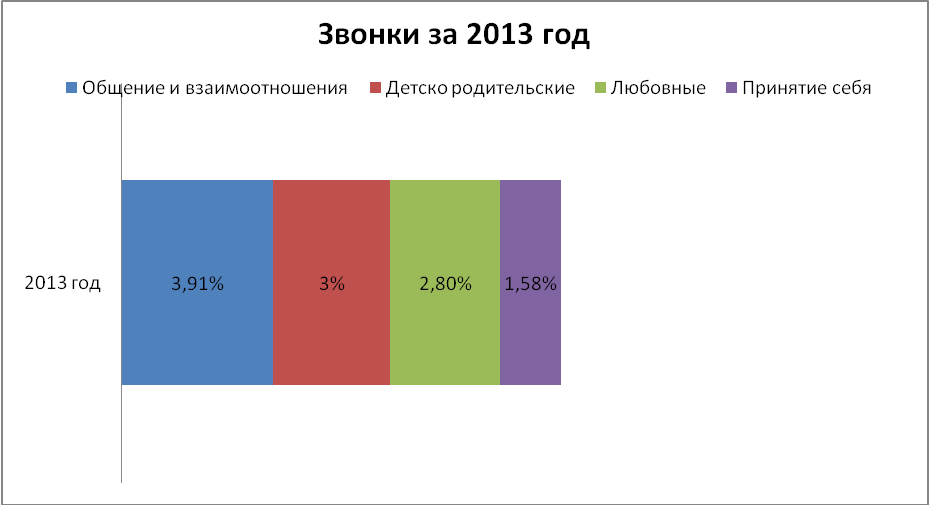 Звонки за 2013 год
Общение и взаимоотношения Детско родительские Любовные Принятие себя
2013 год 3,91% 3% 2,80% 1,58%